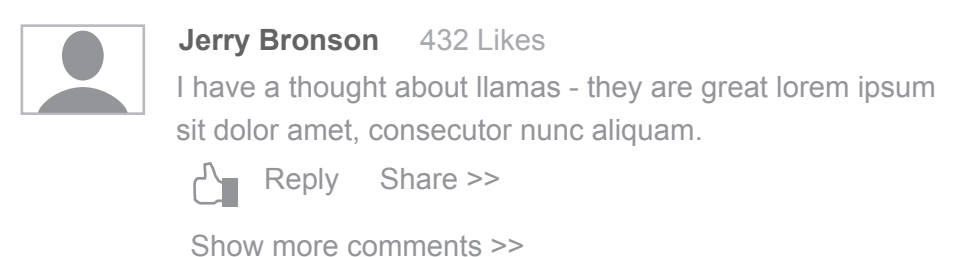 Jerry Bronson 432 Likes
I have a thought about llamas - they are great lorem ipsum
sit dolor amet, consecutor nunc aliquam.
Reply Share >>
Show more comments >>